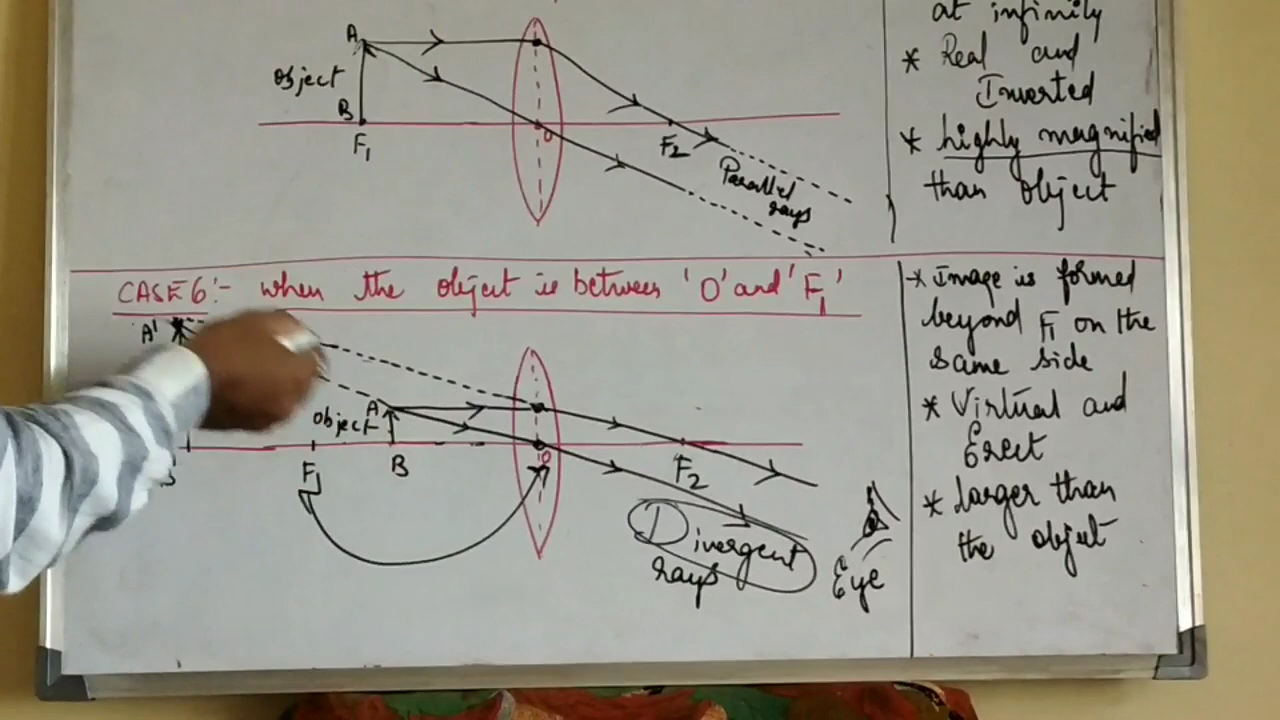 at infinity
* Real and
Inverted
* highly magnified
than object
A
object
B
F1
O
F2
Parallel
rays
CASE 6:- when the object is between 'O' and 'F1'
A'
object A
F1
B
O
F2
Divergent
rays
Eye
* Image is formed
beyond F1 on the
same side
* Virtual and
Erect
* larger than
the object